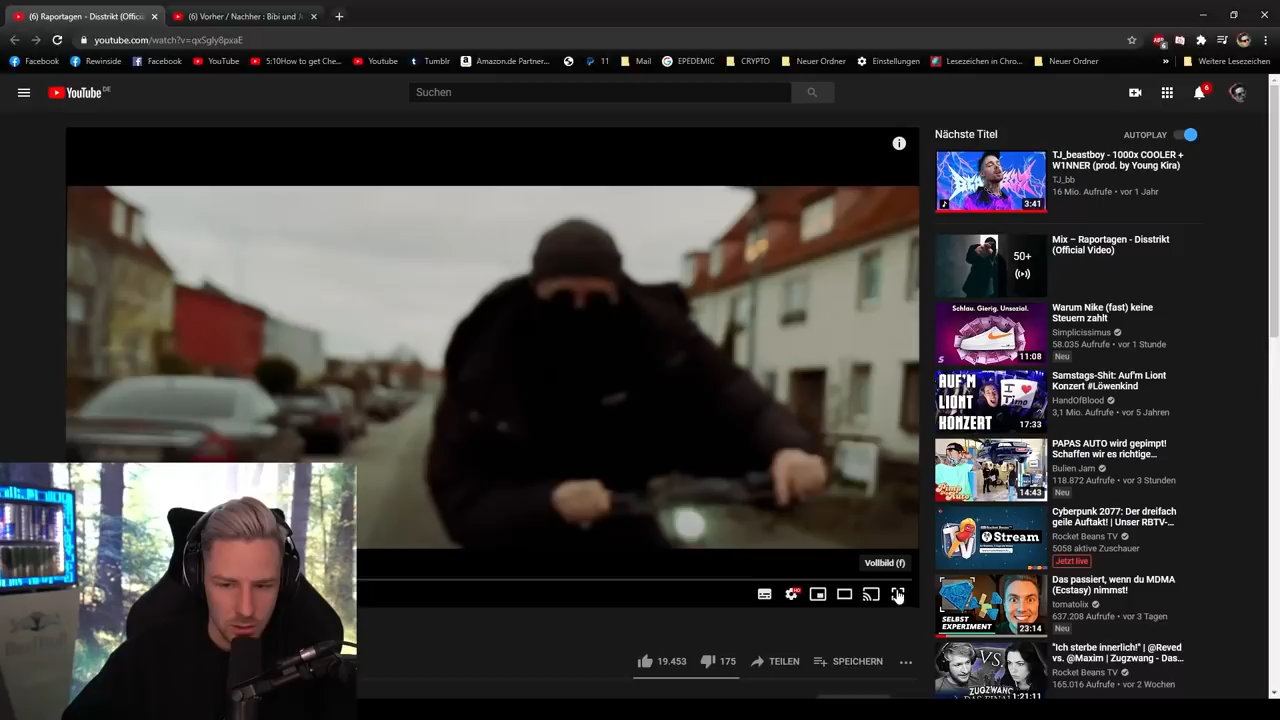 (6) Raportagen - Disstrikt (Offici
(6) Vorher / Nachher : Bibi und Ju
youtube.com/watch?v=qxSgly8pxaE
Facebook
Rewinside
Facebook
YouTube
5:10How to get Che...
Youtube
Tumblr
Amazon.de Partner...
11
Mail
EPEDEMIC
CRYPTO
Neuer Ordner
Einstellungen
Lesezeichen in Chro...
Neuer Ordner
»
Weitere Lesezeichen
YouTube DE
Suchen
6
Nächste Titel
AUTOPLAY
TJ_beastboy - 1000x COOLER +
W1NNER (prod. by Young Kira)
TJ_bb
16 Mio. Aufrufe • vor 1 Jahr
3:41
Mix – Raportagen - Disstrikt
(Official Video)
50+
Warum Nike (fast) keine
Steuern zahlt
Simplicissimus
58.035 Aufrufe • vor 1 Stunde
Neu
Schlau. Gierig. Unsozial.
11:08
Samstags-Shit: Auf'm Liont
Konzert #Löwenkind
HandOfBlood
3,1 Mio. Aufrufe • vor 5 Jahren
AUF'M
LIONT
KONZERT
I ♥
Timo
17:33
PAPAS AUTO wird gepimpt!
Schaffen wir es richtige...
Bulien Jam
118.872 Aufrufe • vor 3 Stunden
Neu
14:43
Cyberpunk 2077: Der dreifach
geile Auftakt! | Unser RBTV-...
Rocket Beans TV
5058 aktive Zuschauer
Jetzt live
Stream
Das passiert, wenn du MDMA
(Ecstasy) nimmst!
tomatolix
637.208 Aufrufe • vor 3 Tagen
Neu
SELBST
EXPERIMENT
23:14
"Ich sterbe innerlich!" | @Reved
vs. @Maxim | Zugzwang - Das...
Rocket Beans TV
165.016 Aufrufe • vor 2 Wochen
VS.
ZUGZWANG
1:21:11
Vollbild (f)
HD
19.453
175
TEILEN
SPEICHERN